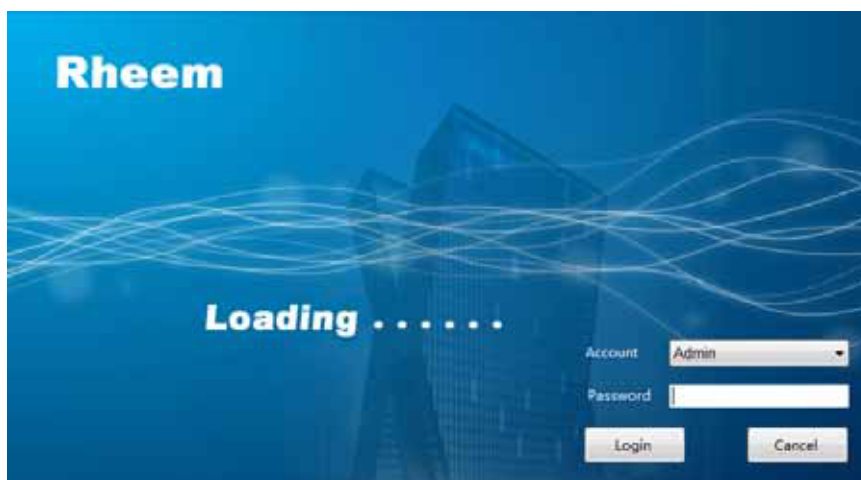 Rheem
Loading ......
Account Admin
Password
Login Cancel